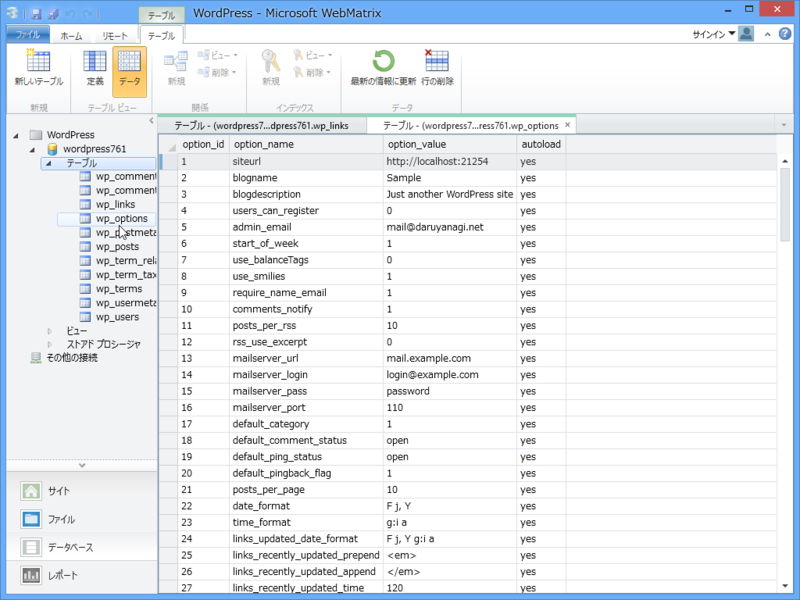 テーブル
WordPress - Microsoft WebMatrix
ファイル ホーム リモート テーブル サインイン
新しいテーブル 定義 データ 新規 ビュー 削除 新規 ビュー 削除 最新の情報に更新 行の削除
新規 テーブル ビュー 関係 インデックス データ
テーブル - (wordpress7...dpress761.wp_links テーブル - (wordpress7...ress761.wp_options ×
WordPress
wordpress761
テーブル
wp_comment
wp_comment
wp_links
wp_options
wp_postmeta
wp_posts
wp_term_rela
wp_term_tax
wp_terms
wp_usermeta
wp_users
ビュー
ストアド プロシージャ
その他の接続
サイト
ファイル
データベース
レポート
option_id option_name option_value autoload
1 siteurl http://localhost:21254 yes
2 blogname Sample yes
3 blogdescription Just another WordPress site yes
4 users_can_register 0 yes
5 admin_email mail@daruyanagi.net yes
6 start_of_week 1 yes
7 use_balanceTags 0 yes
8 use_smilies 1 yes
9 require_name_email 1 yes
10 comments_notify 1 yes
11 posts_per_rss 10 yes
12 rss_use_excerpt 0 yes
13 mailserver_url mail.example.com yes
14 mailserver_login login@example.com yes
15 mailserver_pass password yes
16 mailserver_port 110 yes
17 default_category 1 yes
18 default_comment_status open yes
19 default_ping_status open yes
20 default_pingback_flag 1 yes
21 posts_per_page 10 yes
22 date_format F j, Y yes
23 time_format g:i a yes
24 links_updated_date_format F j, Y g:i a yes
25 links_recently_updated_prepend <em> yes
26 links_recently_updated_append </em> yes
27 links_recently_updated_time 120 yes